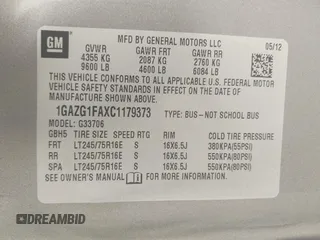 GM
MFD BY GENERAL MOTORS LLC
05/12
GVWR GAWR FRT GAWR RR
4355 KG 2087 KG 2760 KG
9600 LB 4600 LB 6084 LB
THIS VEHICLE CONFORMS TO ALL APPLICABLE U.S. FEDERAL MOTOR
VEHICLE SAFETY STANDARDS IN EFFECT ON THE DATE OF
MANUFACTURE SHOWN ABOVE.
1GAZG1FAXC1179373 TYPE: BUS—NOT SCHOOL BUS
G33706
GBH5 TIRE SIZE SPEED RTG RIM COLD TIRE PRESSURE
FRT LT245/75R16E S 16X6.5J 380KPA(55PSI)
RR LT245/75R16E S 16X6.5J 550KPA(80PSI)
SPA LT245/75R16E S 16X6.5J 550KPA(80PSI)
SEE OWNER'S MANUAL FOR MORE INFORMATION.
DREAMBID